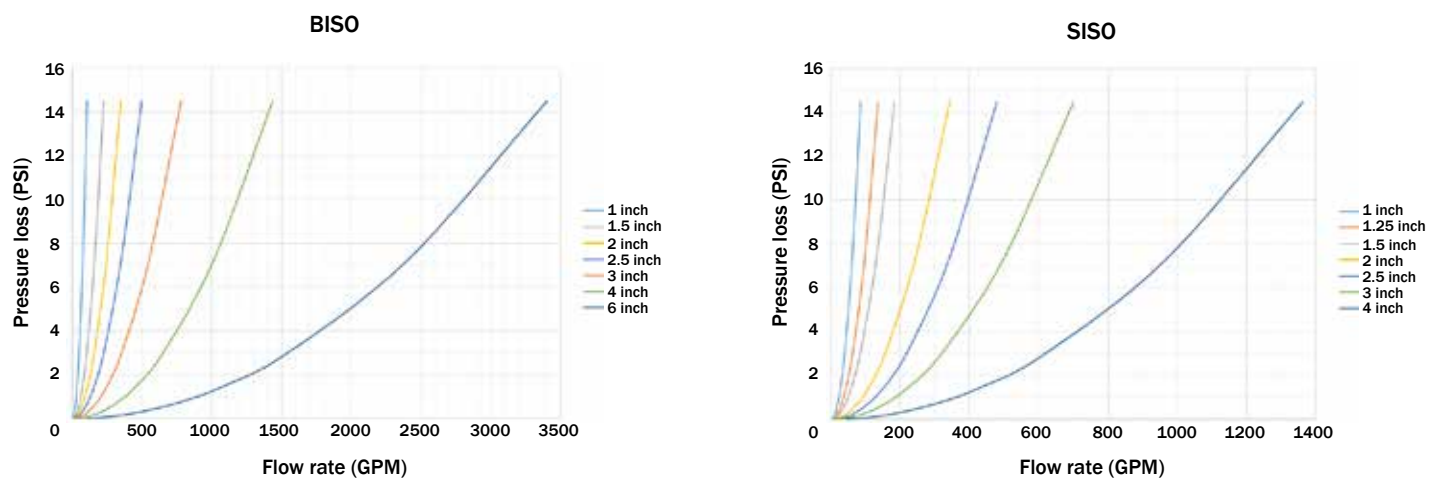 BISO
16
14
12
10
8
6
4
2
0
500
1000
1500
2000
2500
3000
3500
Pressure loss (PSI)
Flow rate (GPM)
1 inch
1.5 inch
2 inch
2.5 inch
3 inch
4 inch
6 inch
SISO
16
14
12
10
8
6
4
2
0
200
400
600
800
1000
1200
1400
Pressure loss (PSI)
Flow rate (GPM)
1 inch
1.25 inch
1.5 inch
2 inch
2.5 inch
3 inch
4 inch